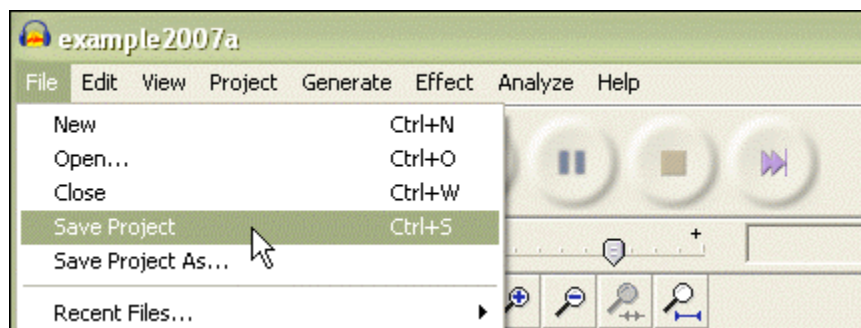 example2007a
File Edit View Project Generate Effect Analyze Help
New Ctrl+N
Open... Ctrl+O
Close Ctrl+W
Save Project Ctrl+S
Save Project As...
Recent Files...